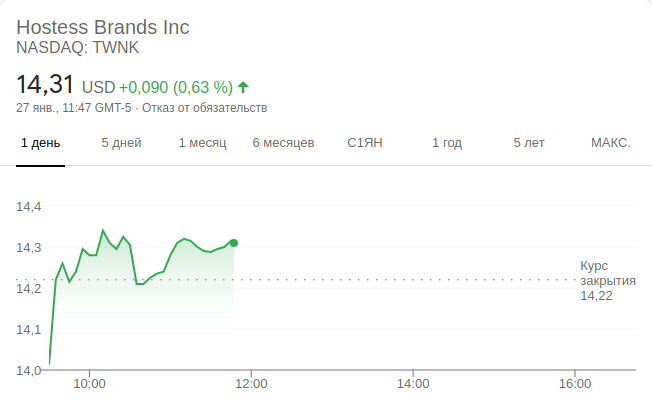 Hostess Brands Inc
NASDAQ: TWNK
14,31 USD +0,090 (0,63 %)
27 янв., 11:47 GMT-5 · Отказ от обязательств
1 день 5 дней 1 месяц 6 месяцев С1ЯН 1 год 5 лет МАКС.
14,4
14,3
Курс
закрытия
14,22
14,2
14,1
14,0
10:00 12:00 14:00 16:00